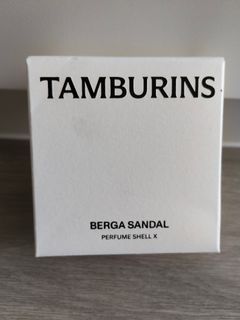 TAMBURINS
BERGA SANDAL
PERFUME SHELL X